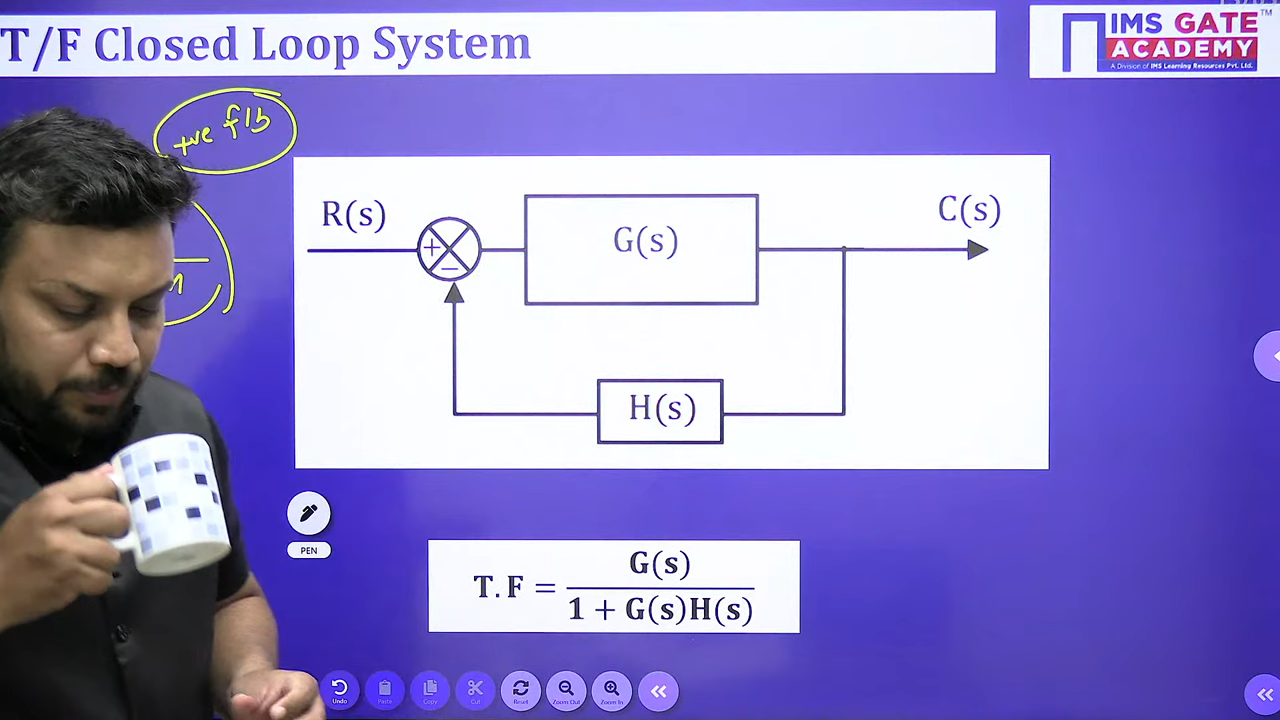 T/F Closed Loop System
IMS GATE
TM
ACADEMY
A Division of IMS Learning Resources Pvt. Ltd.
+ve f/b
R(s)
+
−
G(s)
C(s)
H(s)
PEN
T.F = G(s)
1 + G(s)H(s)
Undo
Paste
Copy
Cut
Reset
Zoom Out
Zoom In